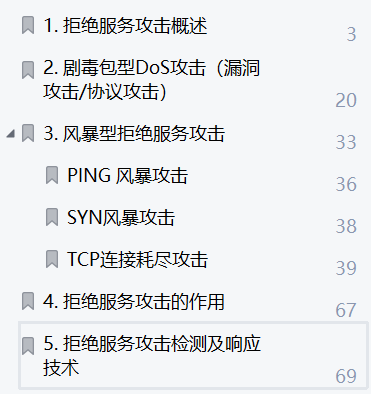 1. 拒绝服务攻击概述 3
2. 剧毒包型DoS攻击（漏洞
攻击/协议攻击） 20
3. 风暴型拒绝服务攻击 33
PING 风暴攻击 36
SYN风暴攻击 38
TCP连接耗尽攻击 39
4. 拒绝服务攻击的作用 67
5. 拒绝服务攻击检测及响应
技术 69